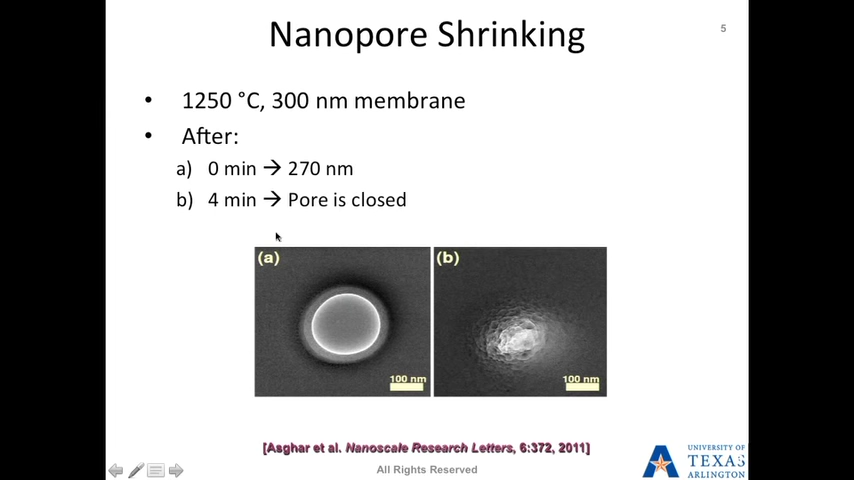 Nanopore Shrinking
5
• 1250 °C, 300 nm membrane
• After:
a) 0 min → 270 nm
b) 4 min → Pore is closed
(a)
(b)
100 nm
100 nm
[Asghar et al. Nanoscale Research Letters, 6:372, 2011]
All Rights Reserved
UNIVERSITY OF
TEXAS
ARLINGTON